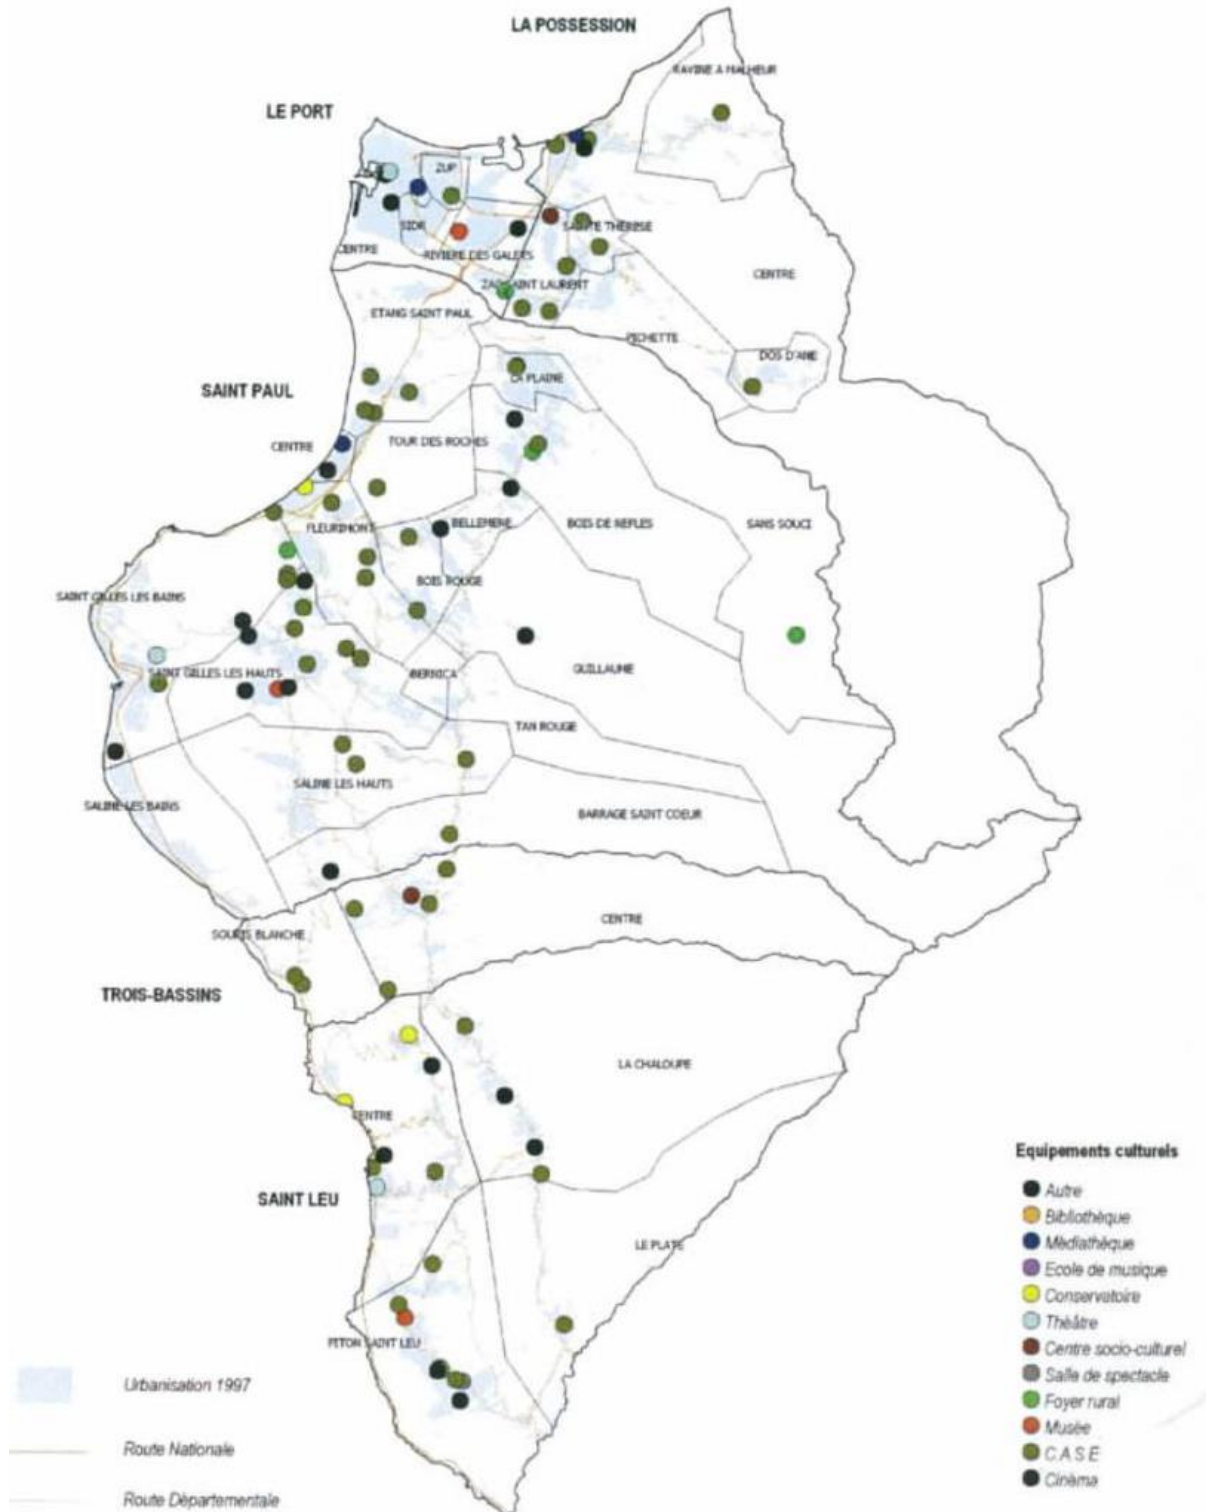 LA POSSESSION
RAVINE A MALHEUR
LE PORT
ZUP
SIDR
SAINTE THERESE
CENTRE
RIVIERE DES GALETS
CENTRE
ZAC SAINT LAURENT
ETANG SAINT PAUL
PICHETTE
DOS D'ANE
LA PLAINE
SAINT PAUL
CENTRE
TOUR DES ROCHES
FLEURIMONT
BELLEMENE
BOIS DE NEFLES
SANS SOUCI
BOIS ROUGE
SAINT GILLES LES BAINS
SAINT GILLES LES HAUTS
BERNICA
GUILLAUME
TAN ROUGE
SALINE LES HAUTS
SALINE LES BAINS
BARRAGE SAINT COEUR
SOURIS BLANCHE
CENTRE
TROIS-BASSINS
LA CHALOUPE
CENTRE
SAINT LEU
LE PLATE
PITON SAINT LEU
Equipements culturels
Autre
Bibliothèque
Médiathèque
Ecole de musique
Conservatoire
Théâtre
Centre socio-culturel
Salle de spectacle
Foyer rural
Musée
C.A.S.E
Cinéma
Urbanisation 1997
Route Nationale
Route Départementale